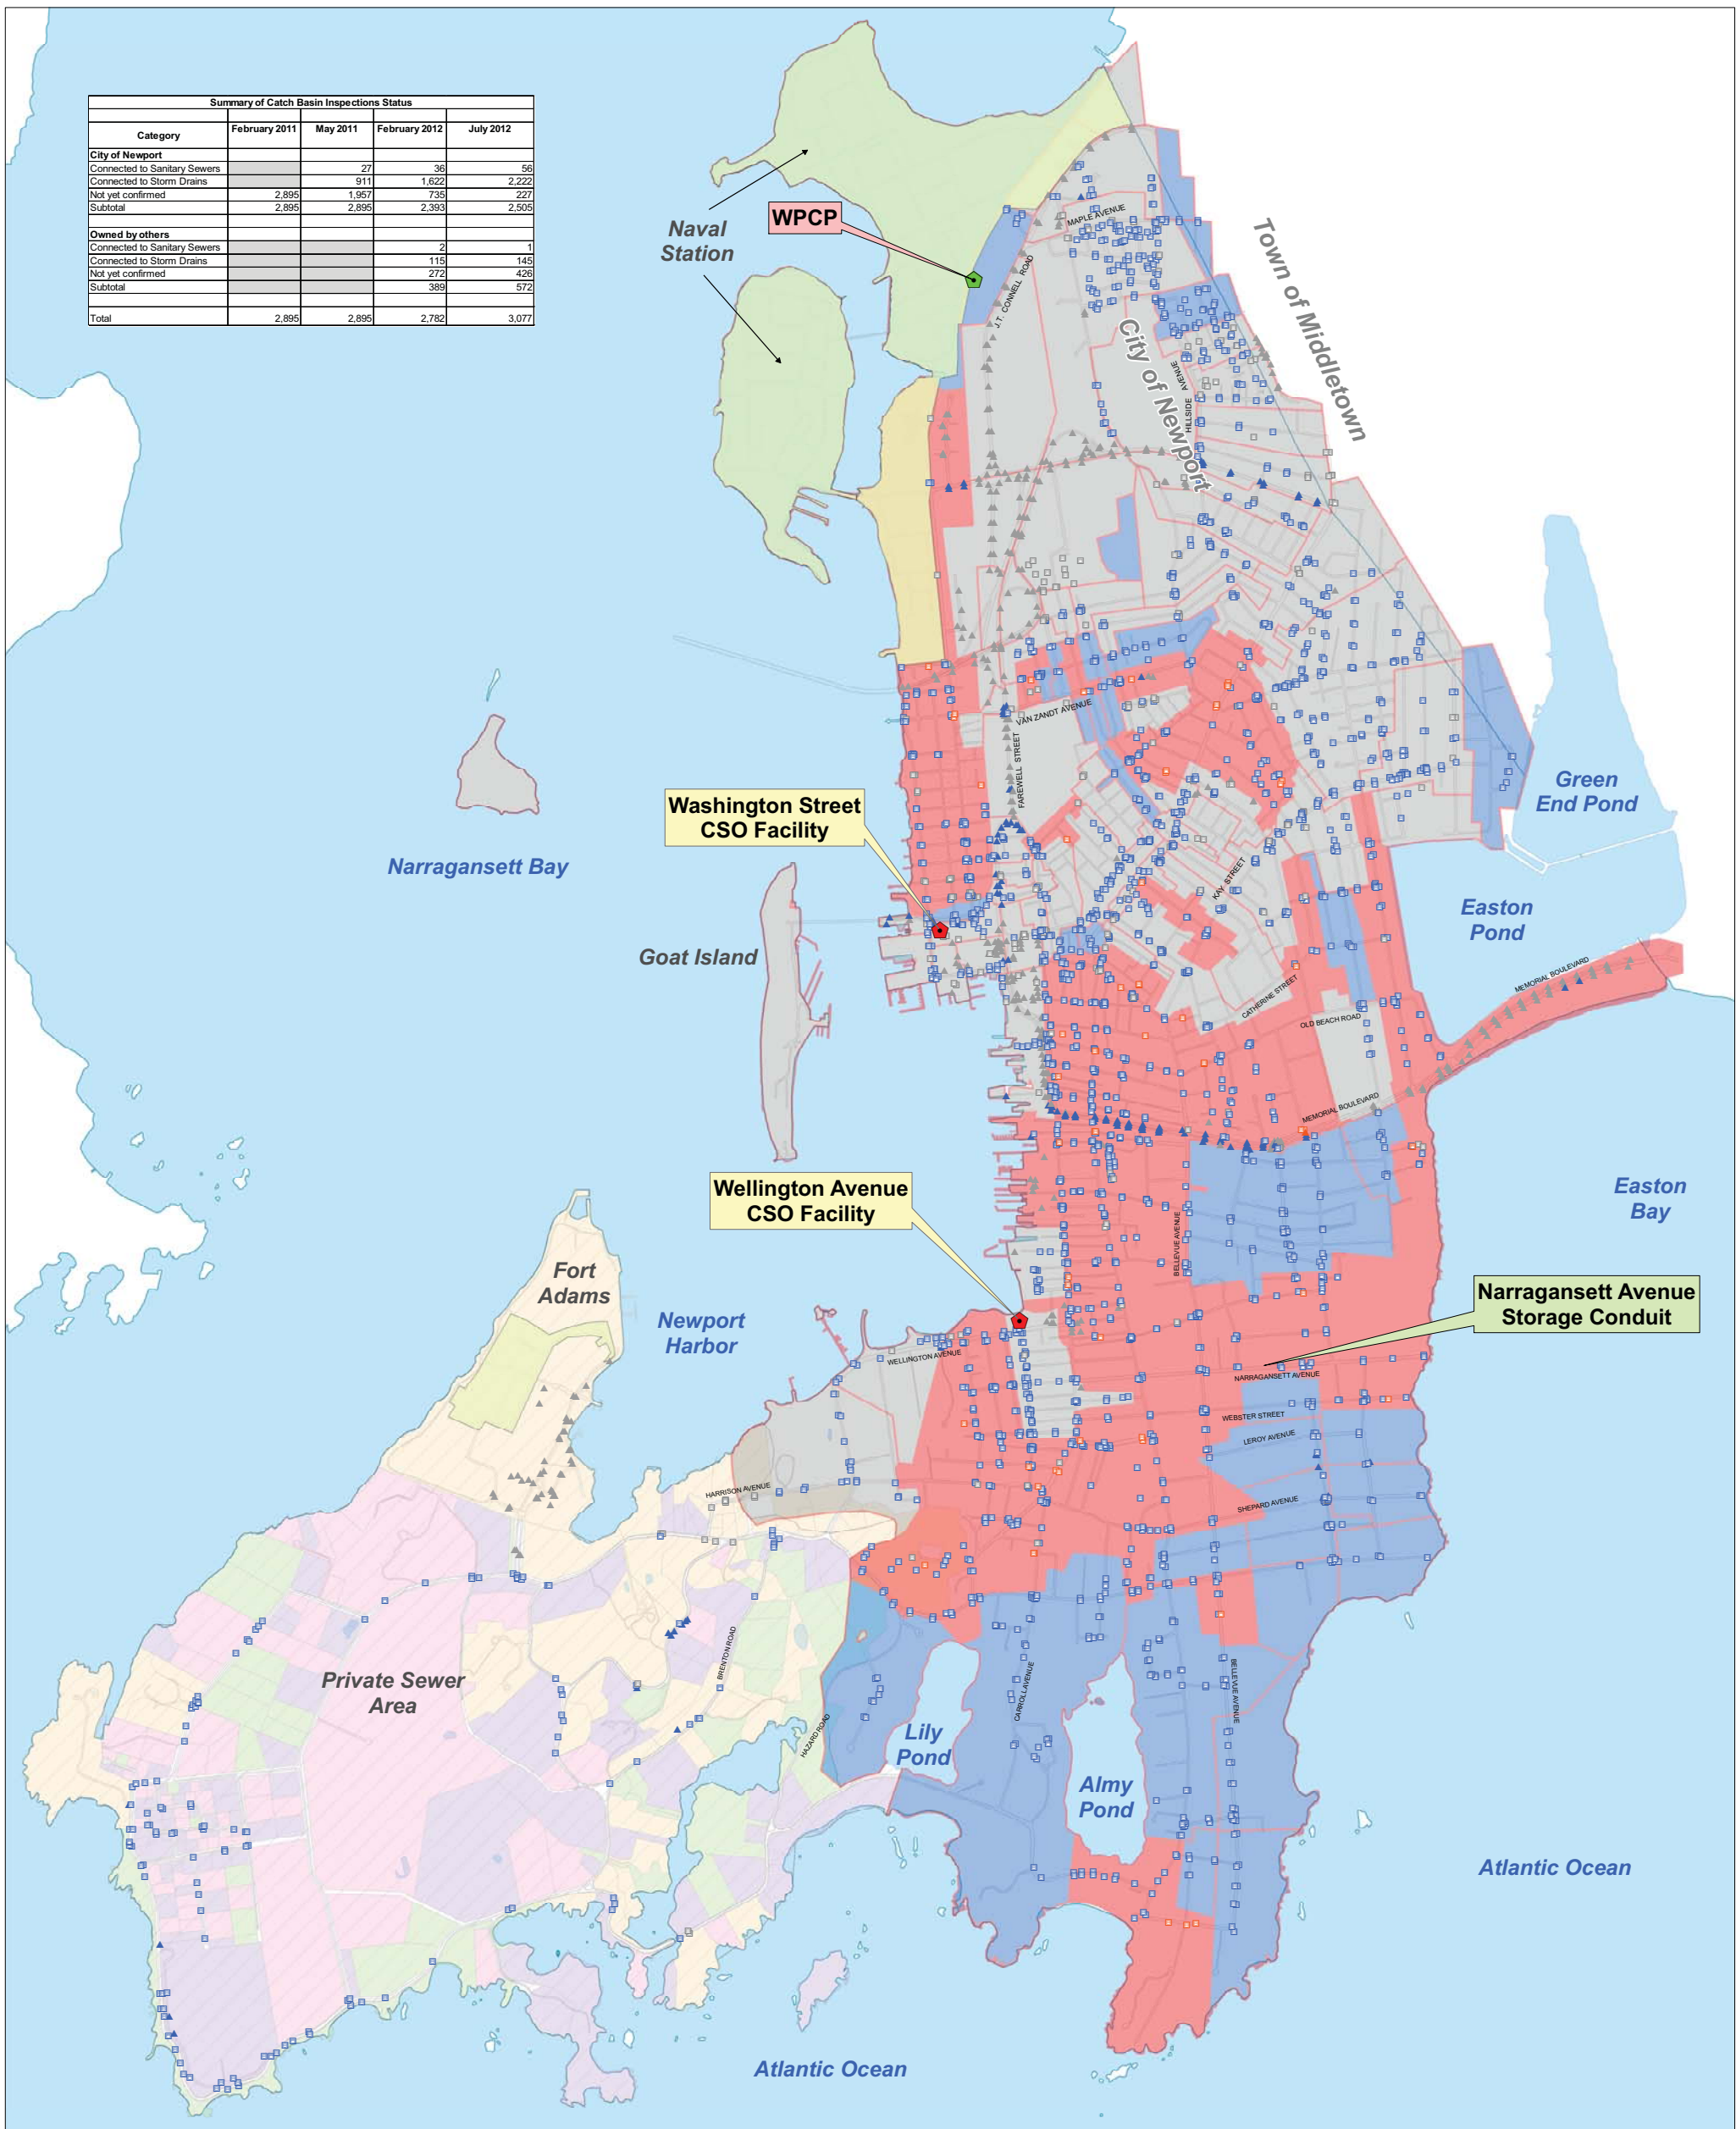 Summary of Catch Basin Inspections Status
Category February 2011 May 2011 February 2012 July 2012
City of Newport
Connected to Sanitary Sewers 27 36 56
Connected to Storm Drains 911 1,622 2,222
Not yet confirmed 2,895 1,957 735 227
Subtotal 2,895 2,895 2,393 2,505
Owned by others
Connected to Sanitary Sewers 2 1
Connected to Storm Drains 115 145
Not yet confirmed 272 426
Subtotal 389 572
Total 2,895 2,895 2,782 3,077
Naval
Station
WPCP
MAPLE AVENUE
J.T. CONNELL ROAD
Town of Middletown
City of Newport
HILLSIDE AVENUE
VAN ZANDT AVENUE
FAREWELL STREET
Washington Street
CSO Facility
Narragansett Bay
Green
End Pond
KAY STREET
Easton
Pond
Goat Island
MEMORIAL BOULEVARD
CATHERINE STREET
OLD BEACH ROAD
MEMORIAL BOULEVARD
Wellington Avenue
CSO Facility
Easton
Bay
BELLEVUE AVENUE
Fort
Adams
Newport
Harbor
Narragansett Avenue
Storage Conduit
WELLINGTON AVENUE
NARRAGANSETT AVENUE
WEBSTER STREET
LEROY AVENUE
HARRISON AVENUE
SHEPARD AVENUE
BRENTON ROAD
Private Sewer
Area
HAZARD ROAD
CARROLL AVENUE
BELLEVUE AVENUE
Lily
Pond
Almy
Pond
Atlantic Ocean
Atlantic Ocean